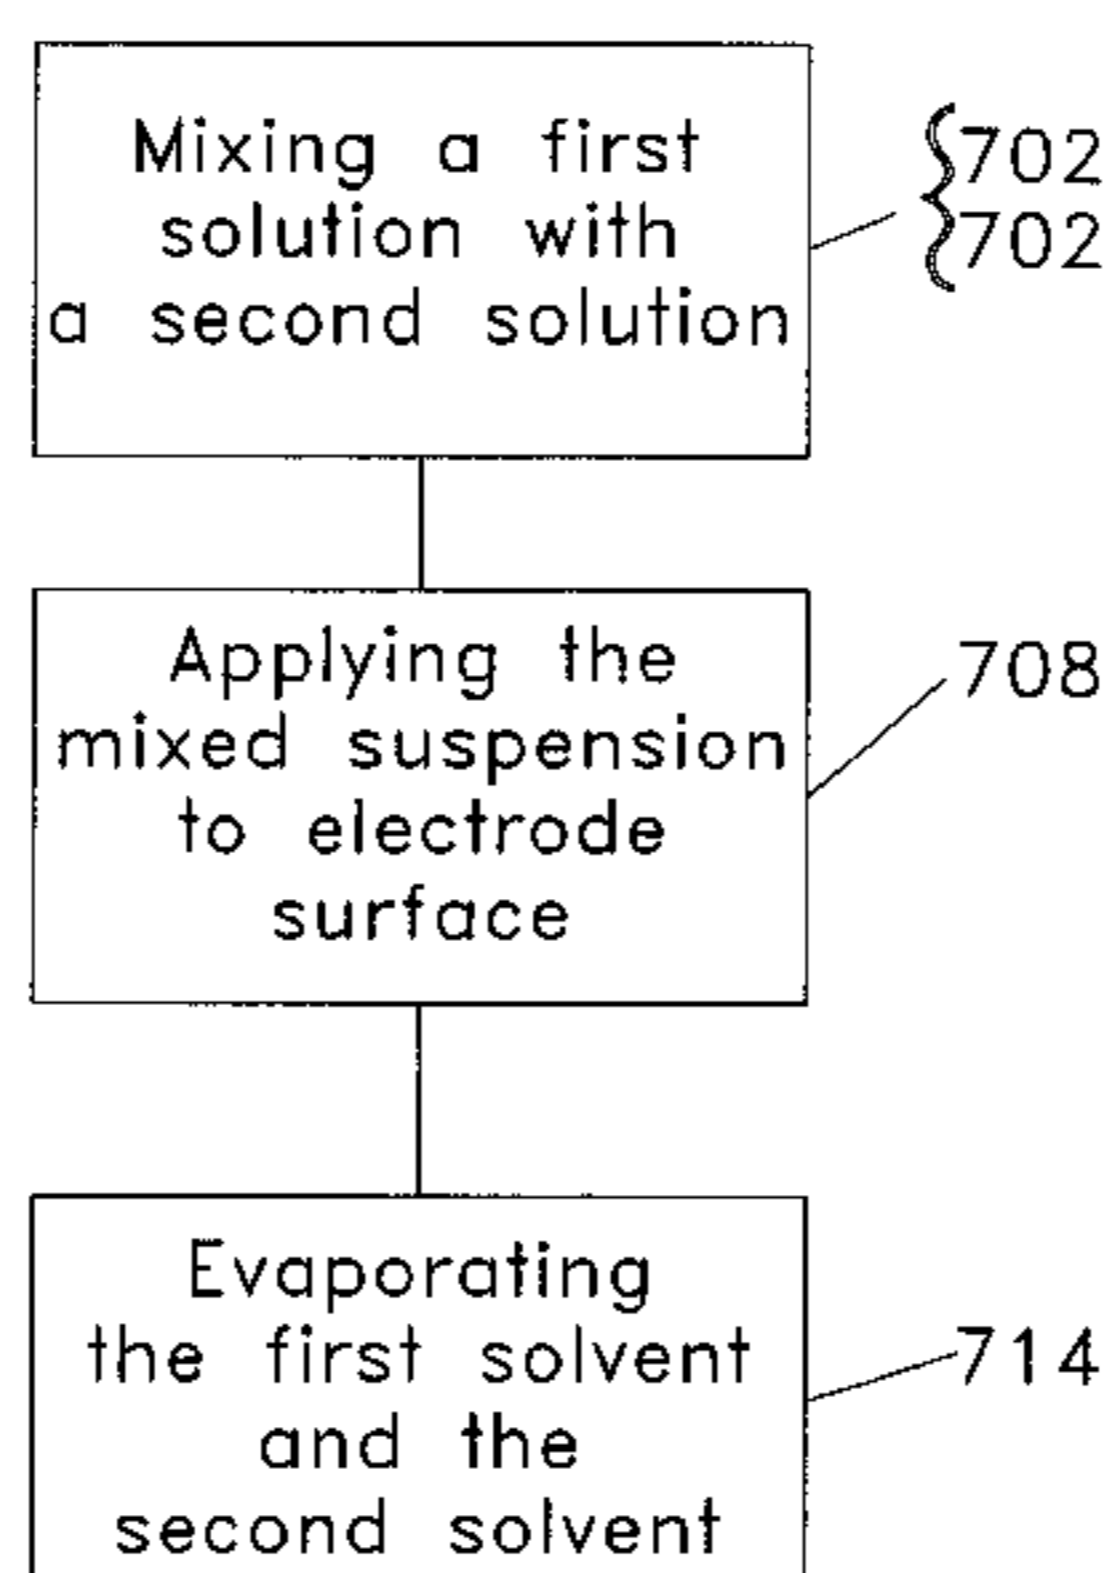 Mixing a first
solution with
a second solution
702
702
Applying the
mixed suspension
to electrode
surface
708
Evaporating
the first solvent
and the
second solvent
714